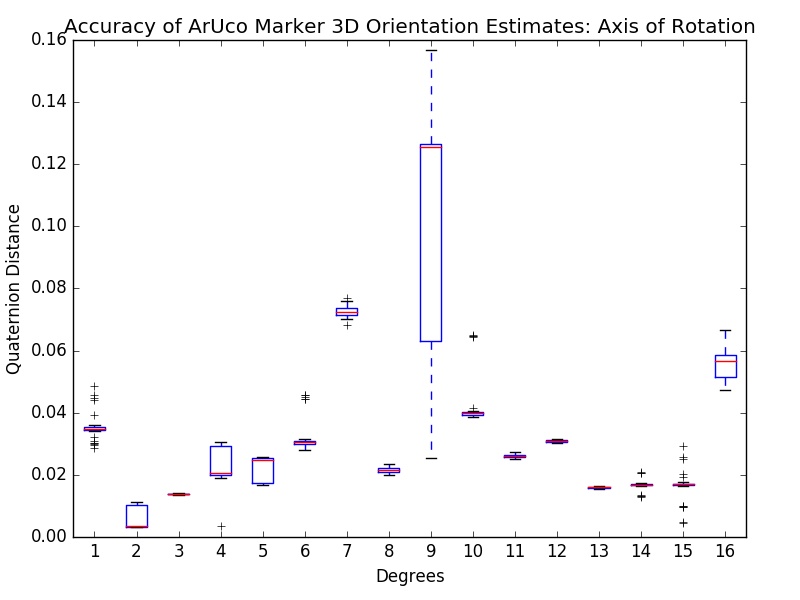 Accuracy of ArUco Marker 3D Orientation Estimates: Axis of Rotation
0.16
0.14
0.12
0.10
0.08
0.06
0.04
0.02
0.00
Quaternion Distance
1 2 3 4 5 6 7 8 9 10 11 12 13 14 15 16
Degrees